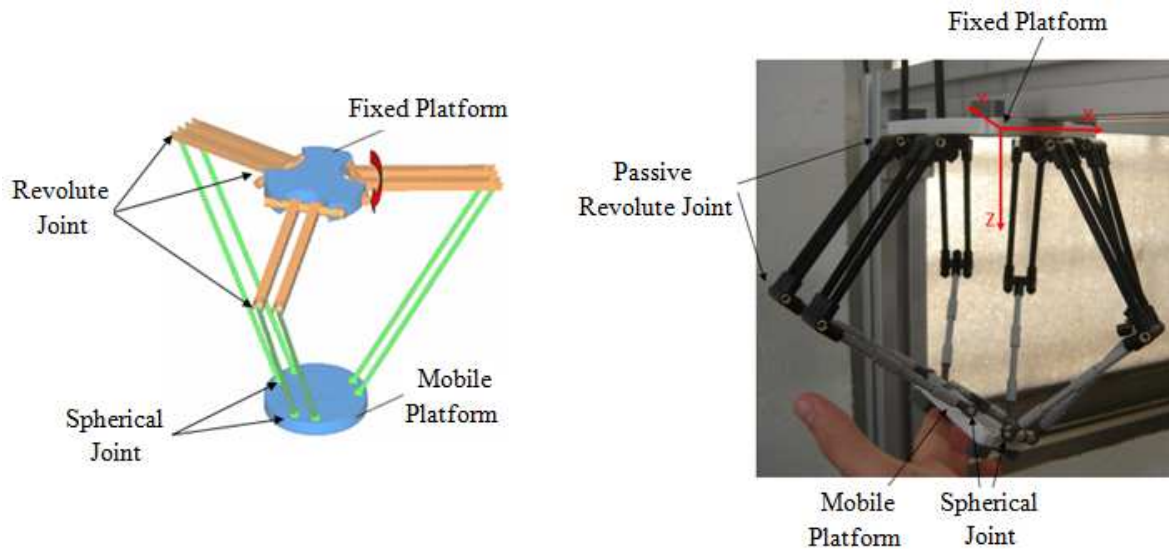 Fixed Platform
Revolute
Joint
Spherical
Joint
Mobile
Platform
Fixed Platform
Passive
Revolute Joint
X
Z
Mobile
Platform
Spherical
Joint